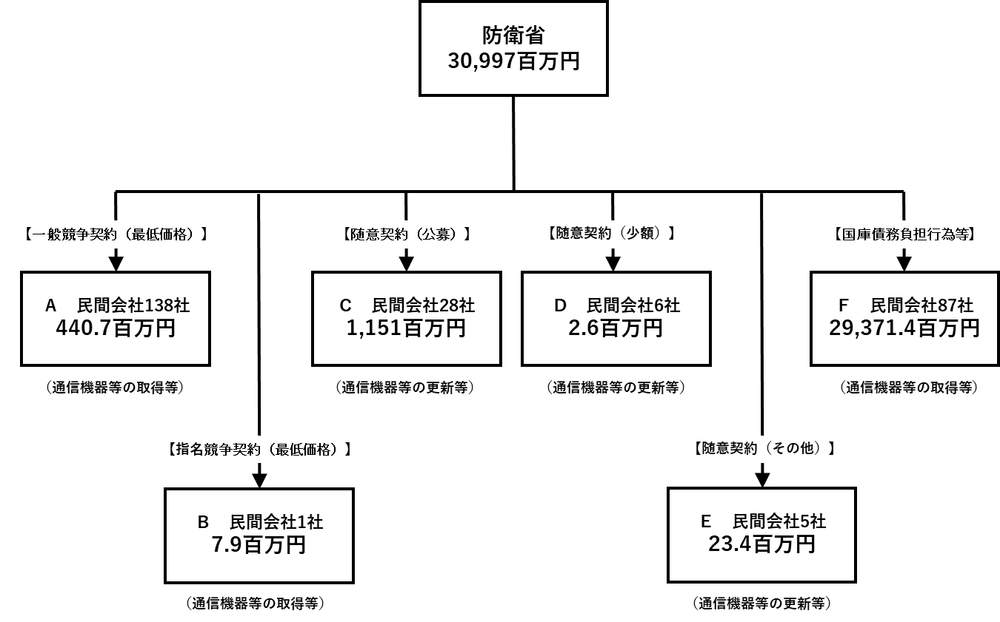 防衛省
30,997百万円
【一般競争契約（最低価格）】
【随意契約（公募）】
【随意契約（少額）】
【国庫債務負担行為等】
A　民間会社138社
440.7百万円
C　民間会社28社
1,151百万円
D　民間会社6社
2.6百万円
F　民間会社87社
29,371.4百万円
（通信機器等の取得等）
（通信機器等の更新等）
（通信機器等の更新等）
（通信機器等の取得等）
【指名競争契約（最低価格）】
【随意契約（その他）】
B　民間会社1社
7.9百万円
E　民間会社5社
23.4百万円
（通信機器等の取得等）
（通信機器等の更新等）